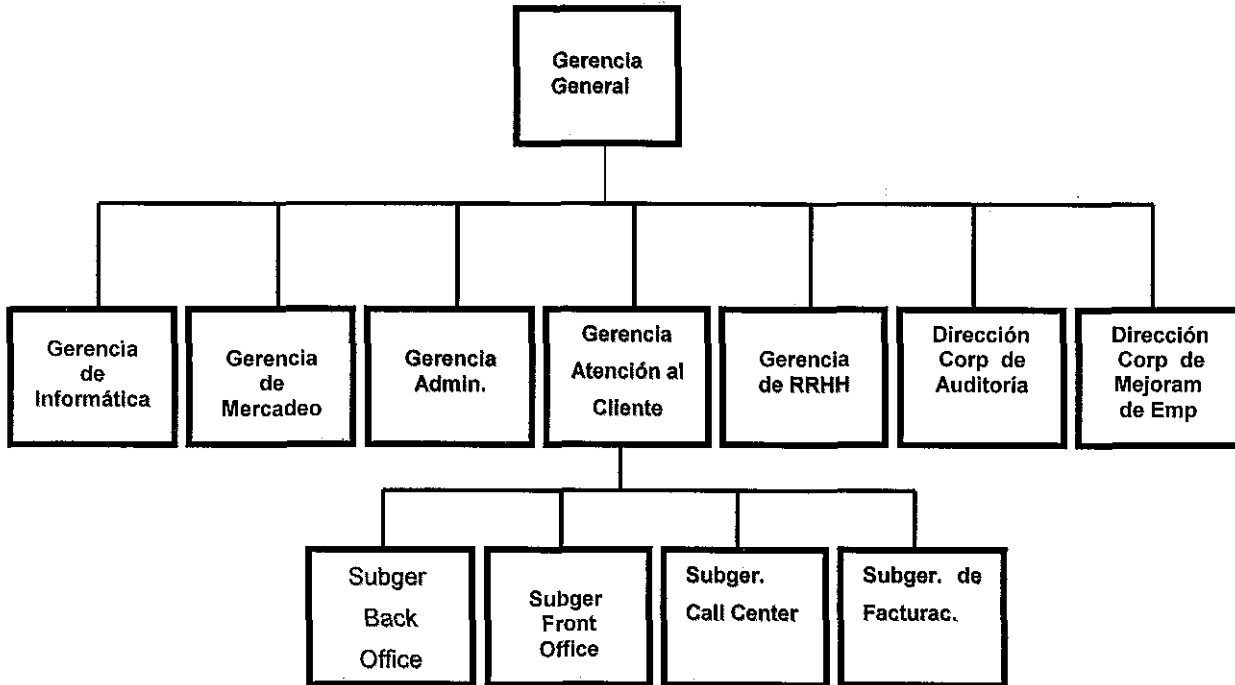 Gerencia
General
Gerencia
de
Informática
Gerencia
de
Mercadeo
Gerencia
Admin.
Gerencia
Atención al
Cliente
Gerencia
de RRHH
Dirección
Corp de
Auditoría
Dirección
Corp de
Mejoram
de Emp
Subger
Back
Office
Subger
Front
Office
Subger.
Call Center
Subger. de
Facturac.